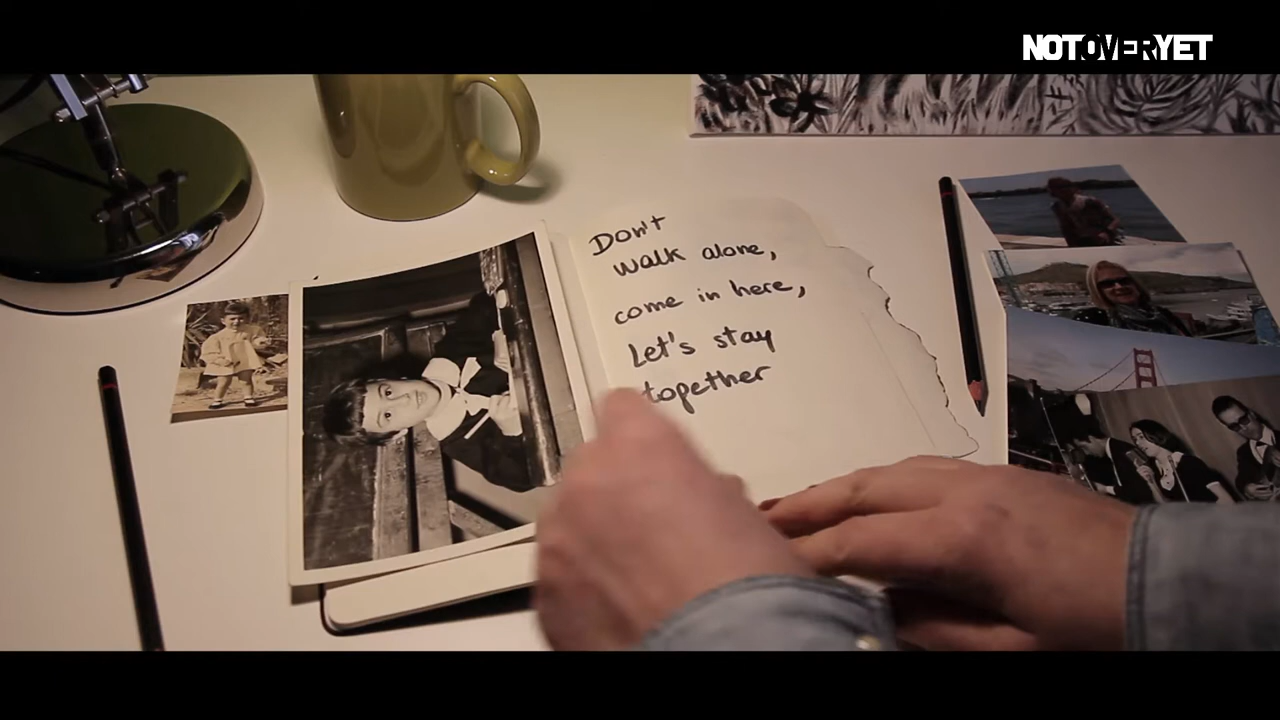 NOTOVERYET
Don't
walk alone,
come in here,
Let's stay
together